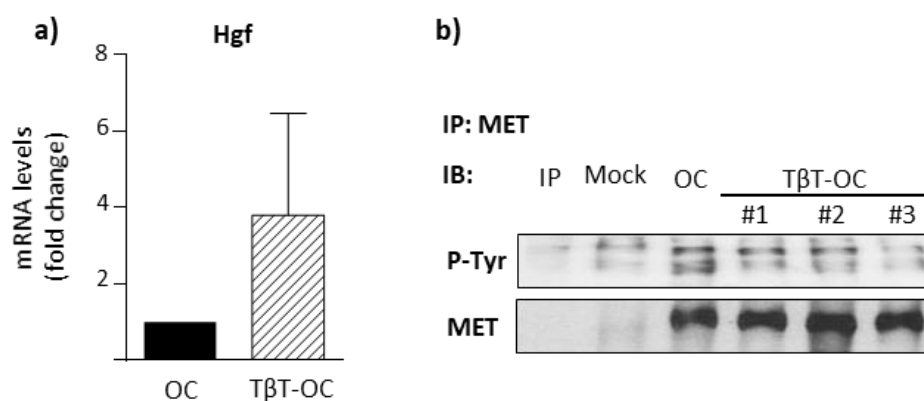 a)
Hgf
mRNA levels
(fold change)
8
6
4
2
OC
TβT-OC
b)
IP: MET
IB:
IP
Mock
OC
TβT-OC
#1
#2
#3
P-Tyr
MET